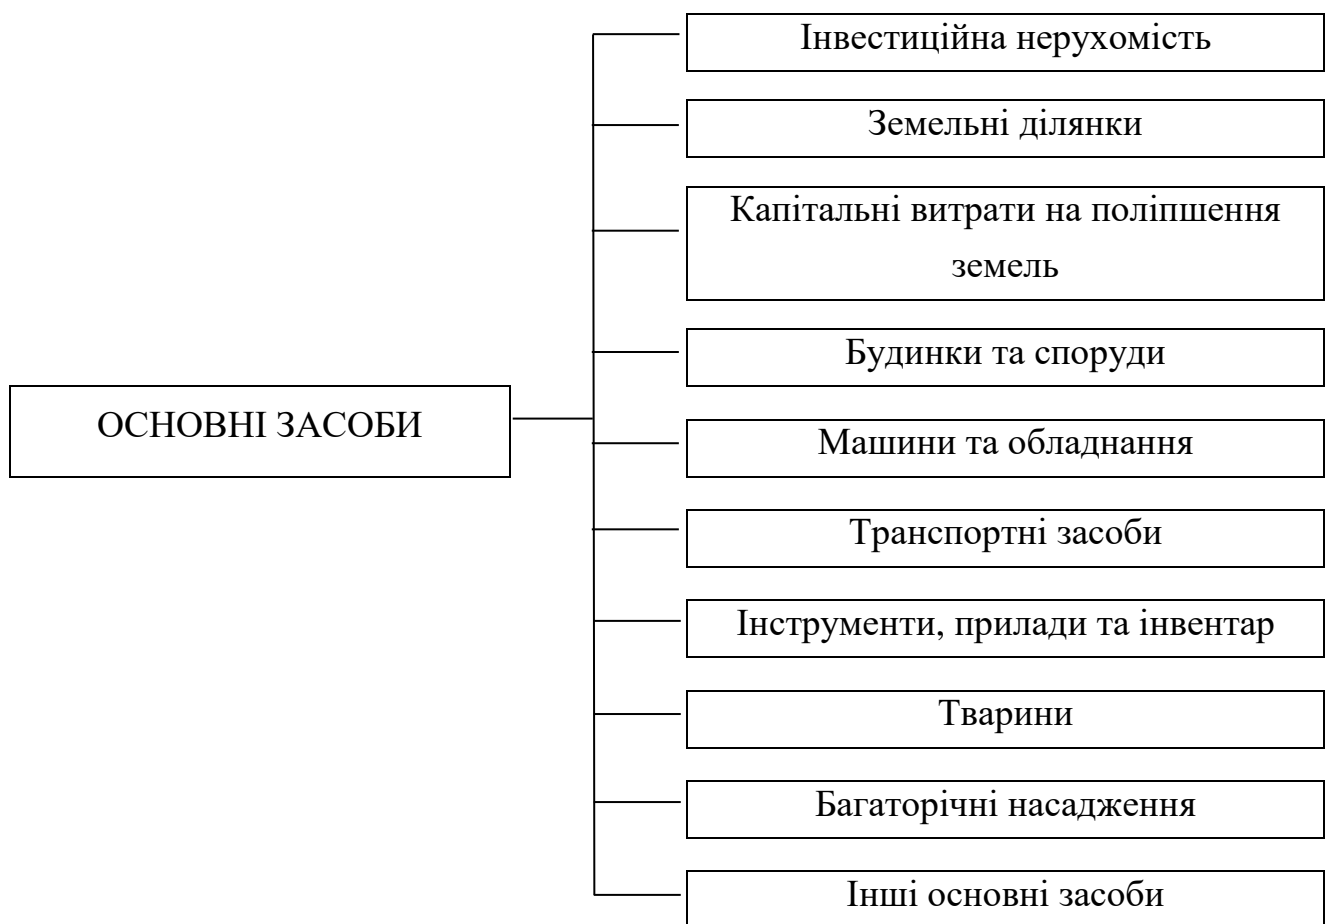 Інвестиційна нерухомість
Земельні ділянки
Капітальні витрати на поліпшення
земель
Будинки та споруди
ОСНОВНІ ЗАСОБИ
Машини та обладнання
Транспортні засоби
Інструменти, прилади та інвентар
Тварини
Багаторічні насадження
Інші основні засоби